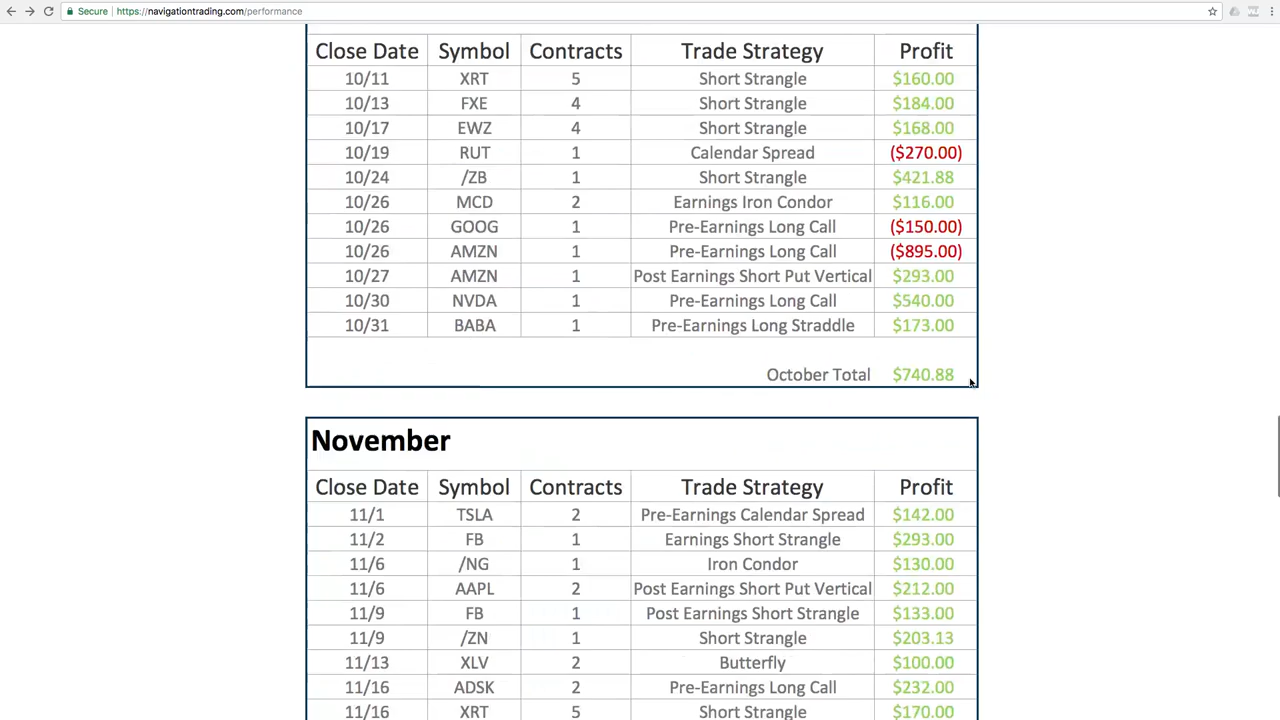 Secure https://navigationtrading.com/performance
Close Date Symbol Contracts Trade Strategy Profit
10/11 XRT 5 Short Strangle $160.00
10/13 FXE 4 Short Strangle $184.00
10/17 EWZ 4 Short Strangle $168.00
10/19 RUT 1 Calendar Spread ($270.00)
10/24 /ZB 1 Short Strangle $421.88
10/26 MCD 2 Earnings Iron Condor $116.00
10/26 GOOG 1 Pre-Earnings Long Call ($150.00)
10/26 AMZN 1 Pre-Earnings Long Call ($895.00)
10/27 AMZN 1 Post Earnings Short Put Vertical $293.00
10/30 NVDA 1 Pre-Earnings Long Call $540.00
10/31 BABA 1 Pre-Earnings Long Straddle $173.00
October Total $740.88
November
Close Date Symbol Contracts Trade Strategy Profit
11/1 TSLA 2 Pre-Earnings Calendar Spread $142.00
11/2 FB 1 Earnings Short Strangle $293.00
11/6 /NG 1 Iron Condor $130.00
11/6 AAPL 2 Post Earnings Short Put Vertical $212.00
11/9 FB 1 Post Earnings Short Strangle $133.00
11/9 /ZN 1 Short Strangle $203.13
11/13 XLV 2 Butterfly $100.00
11/16 ADSK 2 Pre-Earnings Long Call $232.00
11/16 XRT 5 Short Strangle $170.00